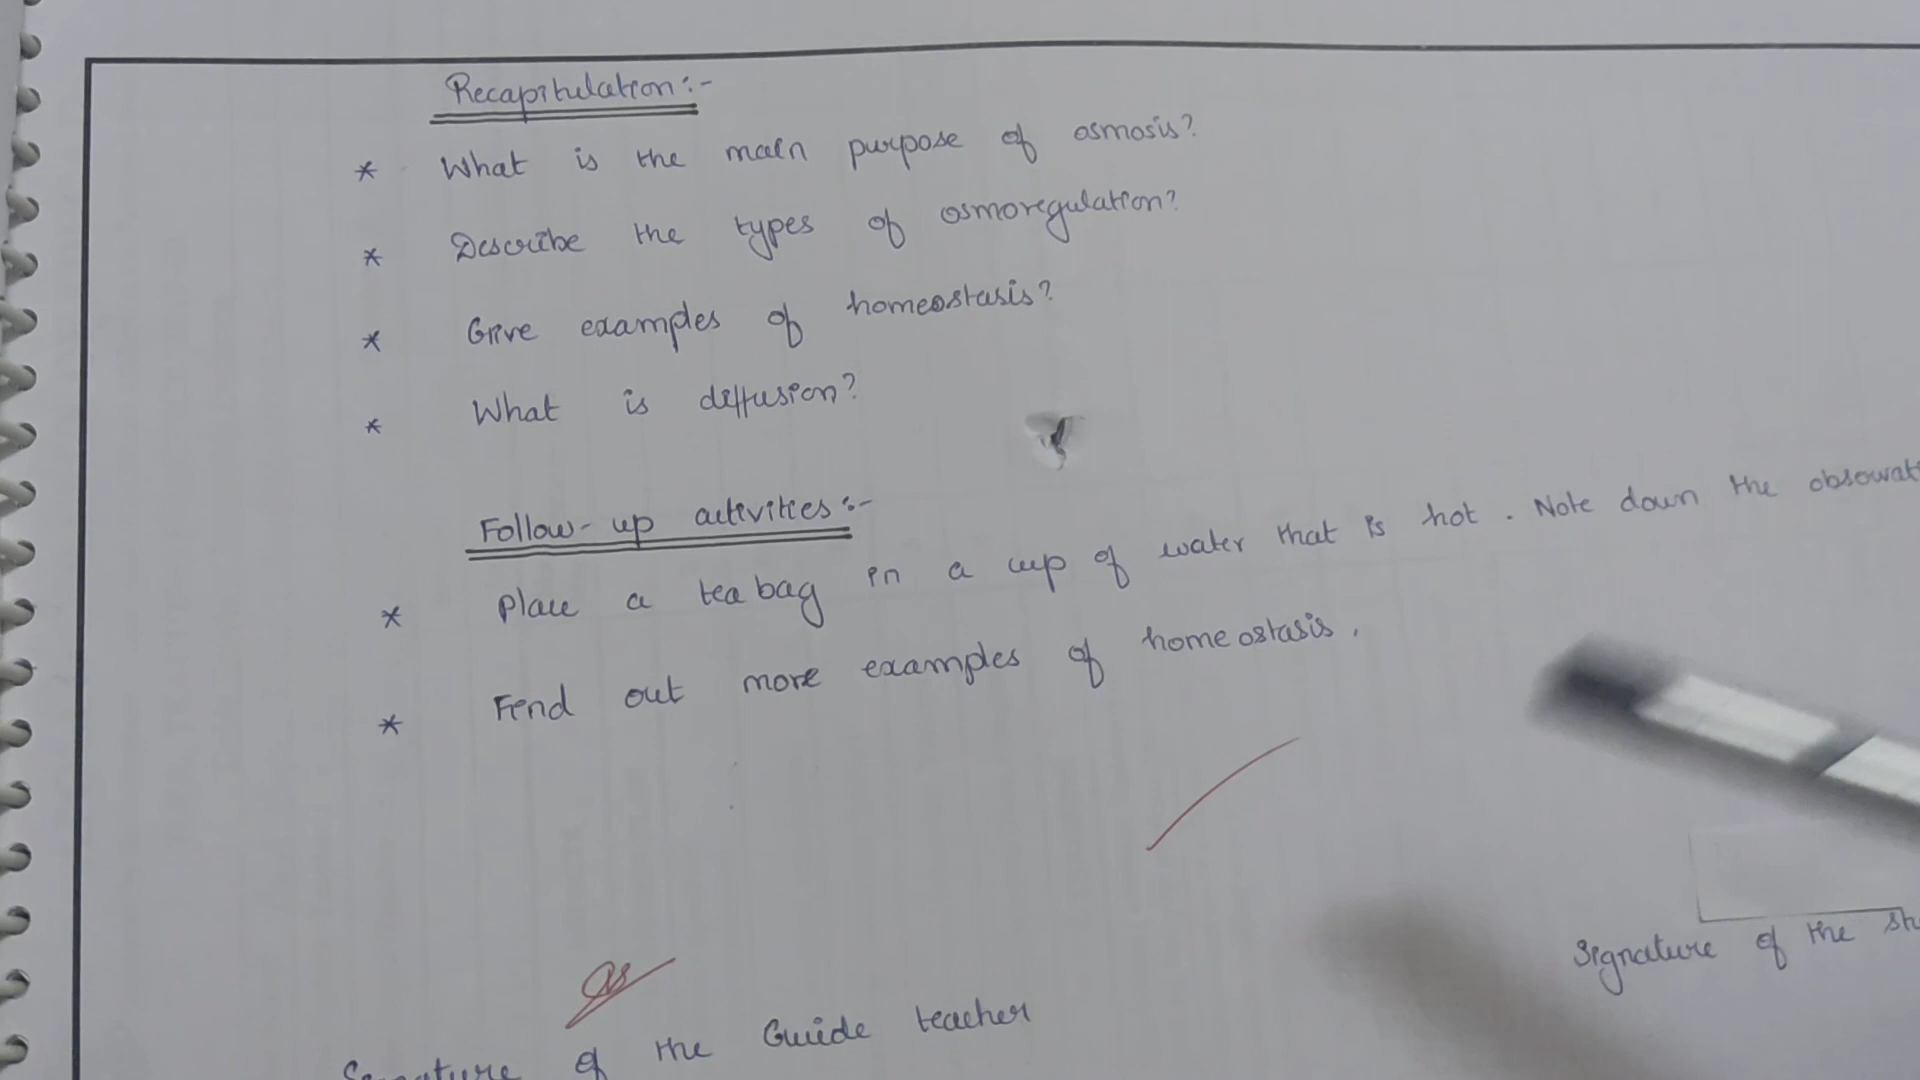 Recapitulation:-
* What is the main purpose of osmosis?
* Describe the types of osmoregulation?
* Give examples of homeostasis?
* What is diffusion?
Follow-up activities:-
* Place a tea bag in a cup of water that is hot. Note down the
* Find out more examples of homeostasis.
Signature of the
Signature of the Guide teacher